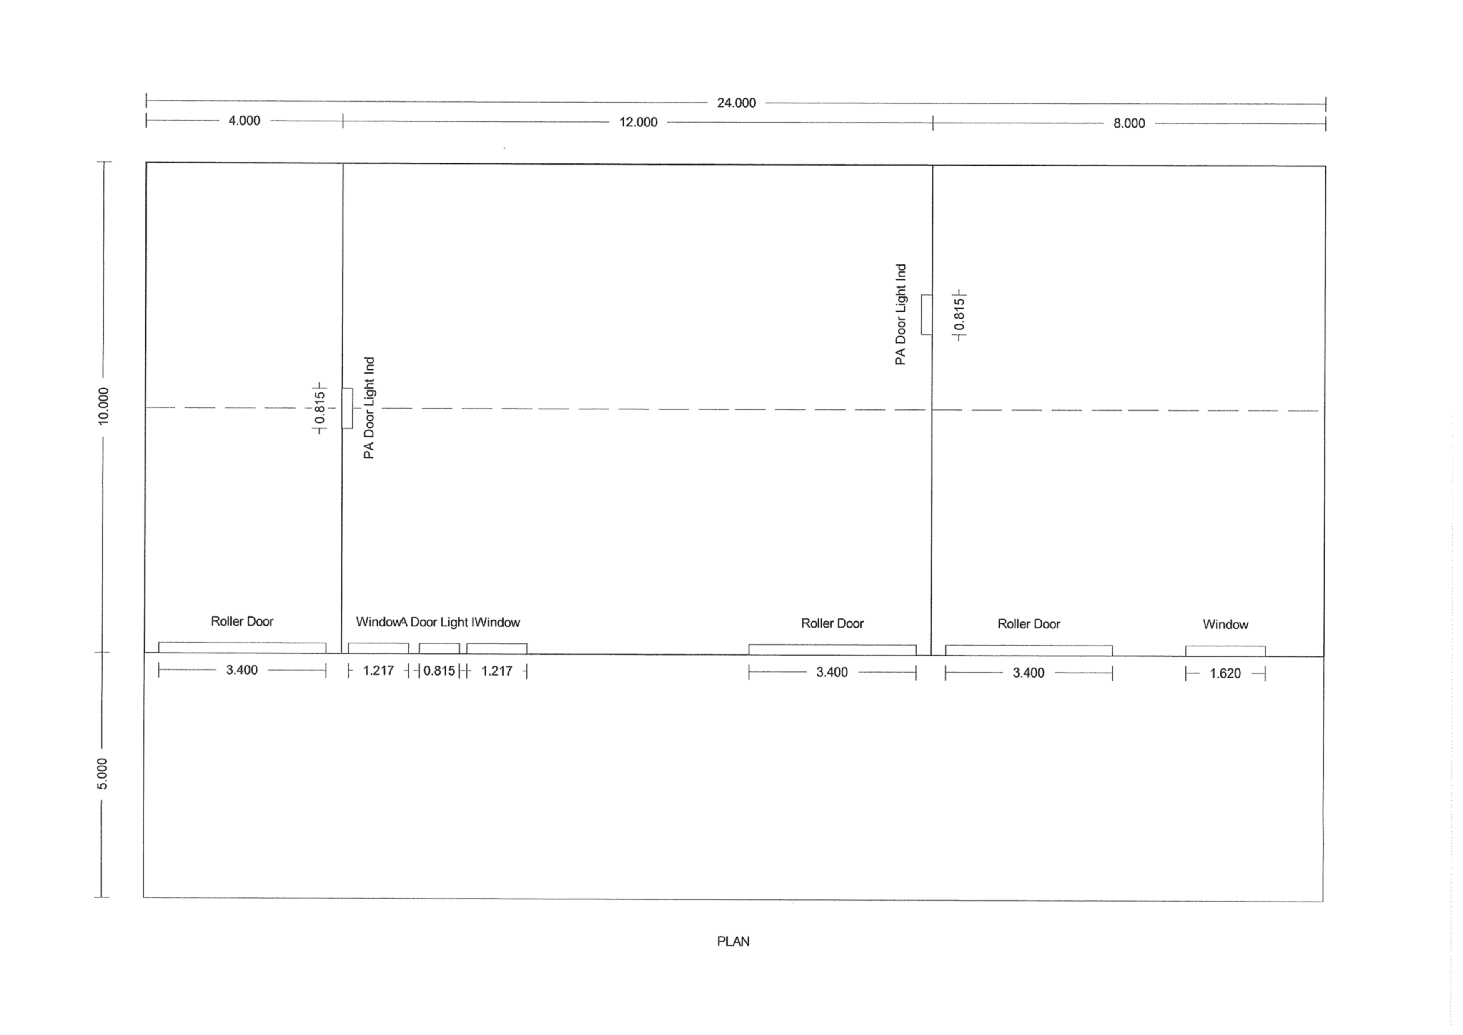 24.000
4.000
12.000
8.000
PA Door Light Ind
0.815
10.000
0.815
PA Door Light Ind
Roller Door
WindowA Door Light IWindow
Roller Door
Roller Door
Window
3.400
1.217
0.815
1.217
3.400
3.400
1.620
5.000
PLAN